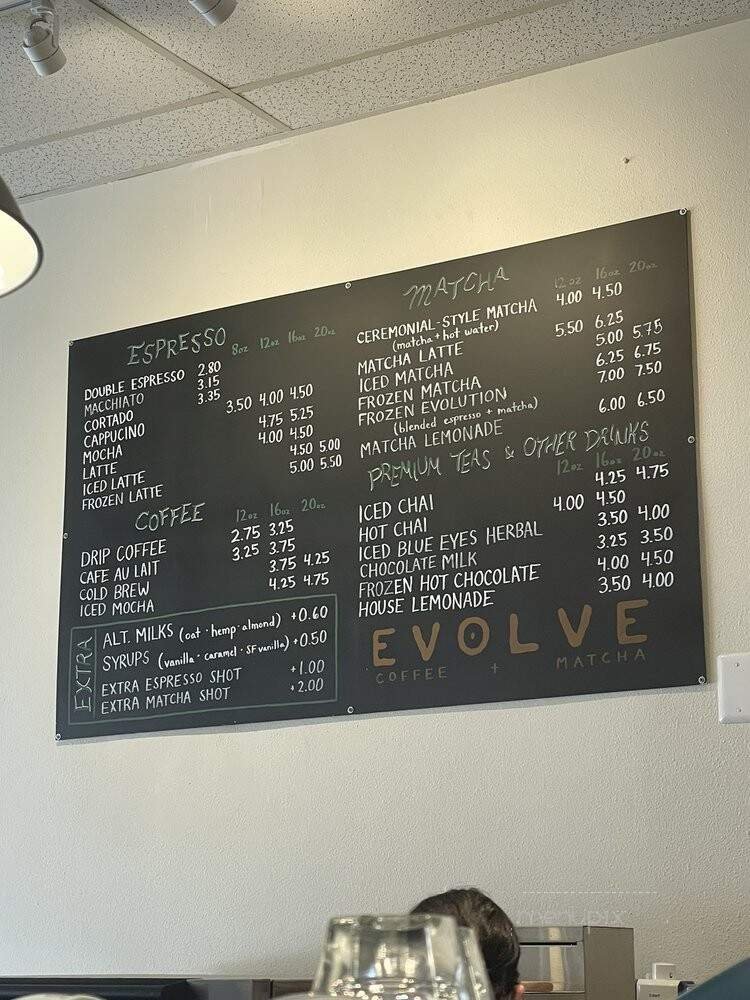 ESPRESSO 8oz 12oz 16oz 20oz
DOUBLE ESPRESSO 2.80
MACCHIATO 3.15
CORTADO 3.35
CAPPUCINO 3.50 4.00 4.50
MOCHA 4.75 5.25
LATTE 4.00 4.50
ICED LATTE 4.50 5.00
FROZEN LATTE 5.00 5.50
COFFEE 12oz 16oz 20oz
DRIP COFFEE 2.75 3.25
CAFE AU LAIT 3.25 3.75
COLD BREW 3.75 4.25
ICED MOCHA 4.25 4.75
EXTRA
ALT. MILKS (oat · hemp · almond) +0.60
SYRUPS (vanilla · caramel · SF vanilla) +0.50
EXTRA ESPRESSO SHOT +1.00
EXTRA MATCHA SHOT +2.00
MATCHA 12oz 16oz 20oz
CEREMONIAL-STYLE MATCHA 4.00 4.50
(matcha + hot water)
MATCHA LATTE 5.50 6.25
ICED MATCHA 5.00 5.75
FROZEN MATCHA 6.25 6.75
FROZEN EVOLUTION 7.00 7.50
(blended espresso + matcha)
MATCHA LEMONADE 6.00 6.50
PREMIUM TEAS & OTHER DRINKS
12oz 16oz 20oz
ICED CHAI 4.25 4.75
HOT CHAI 4.00 4.50
ICED BLUE EYES HERBAL 3.50 4.00
CHOCOLATE MILK 3.25 3.50
FROZEN HOT CHOCOLATE 4.00 4.50
HOUSE LEMONADE 3.50 4.00
EVOLVE
COFFEE + MATCHA
menupix